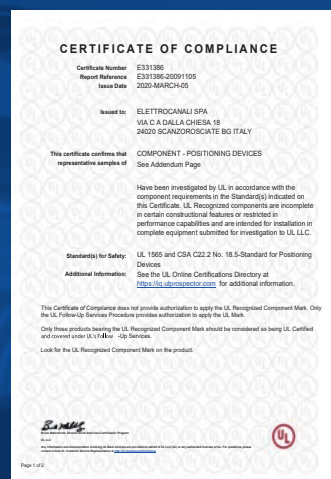 CERTIFICATE OF COMPLIANCE
Certificate Number E331386
Report Reference E331386-20091105
Issue Date 2020-MARCH-05
Issued to: ELETTROCANALI SPA
VIA C A DALLA CHIESA 18
24020 SCANZOROSCIATE BG ITALY
This certificate confirms that COMPONENT - POSITIONING DEVICES
representative samples of See Addendum Page
Have been investigated by UL in accordance with the
component requirements in the Standard(s) indicated on
this Certificate. UL Recognized components are incomplete
in certain constructional features or restricted in
performance capabilities and are intended for installation in
complete equipment submitted for investigation to UL LLC.
Standard(s) for Safety: UL 1565 and CSA C22.2 No. 18.5-Standard for Positioning
Devices
Additional Information: See the UL Online Certifications Directory at
https://iq.ulprospector.com for additional information.
This Certificate of Compliance does not provide authorization to apply the UL Recognized Component Mark. Only
the UL Follow-Up Services Procedure provides authorization to apply the UL Mark.
Only those products bearing the UL Recognized Component Mark should be considered as being UL Certified
and covered under UL's Follow -Up Services.
Look for the UL Recognized Component Mark on the product.
UL
Page 1 of 2